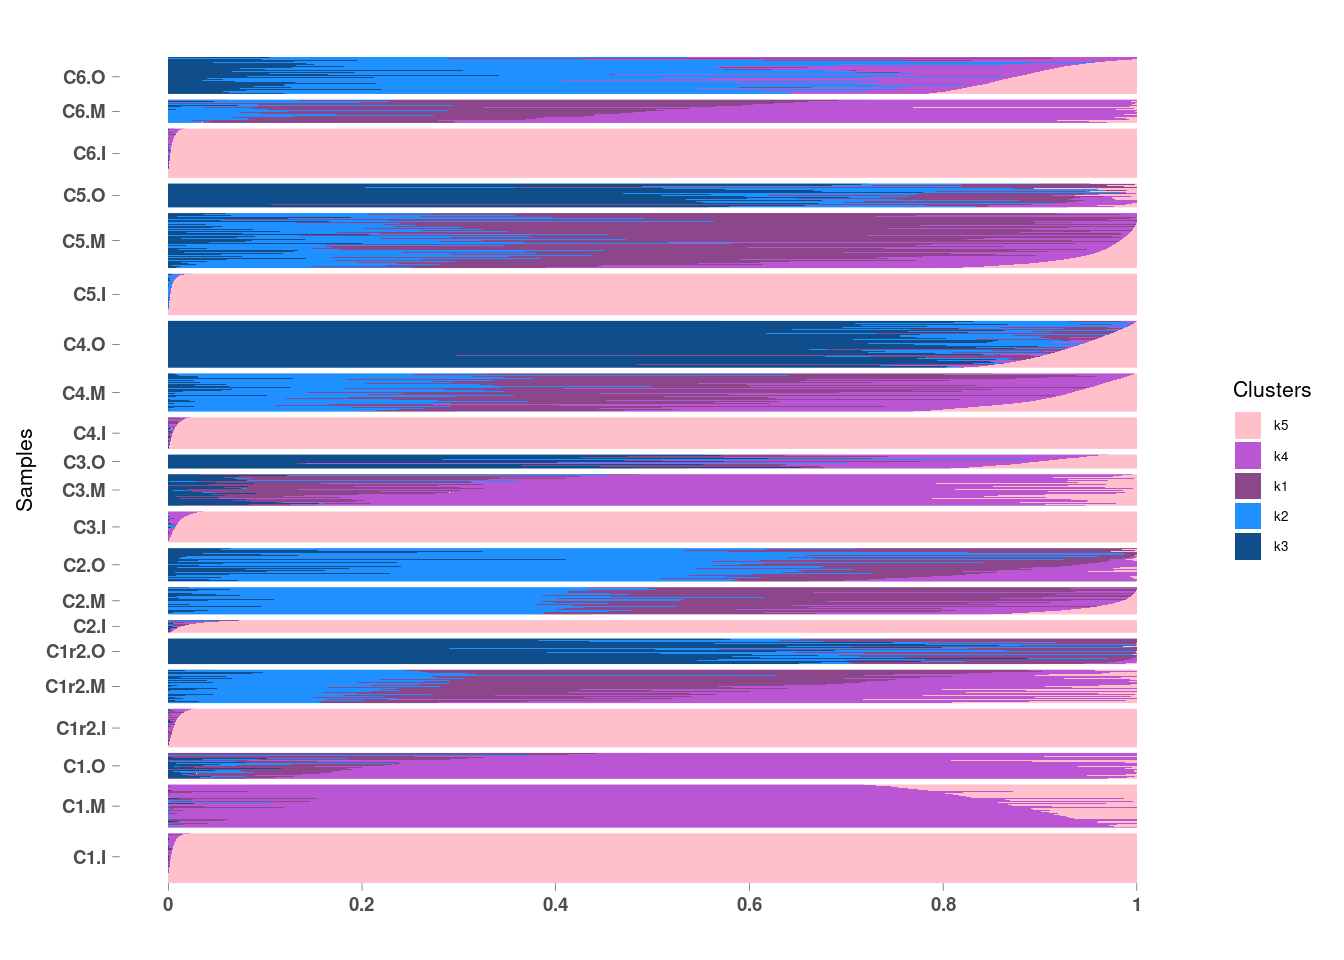 C6.O
C6.M
C6.I
C5.O
C5.M
C5.I
C4.O
C4.M
C4.I
C3.O
C3.M
C3.I
C2.O
C2.M
C2.I
C1r2.O
C1r2.M
C1r2.I
C1.O
C1.M
C1.I
Samples
0 0.2 0.4 0.6 0.8 1
Clusters
k5
k4
k1
k2
k3